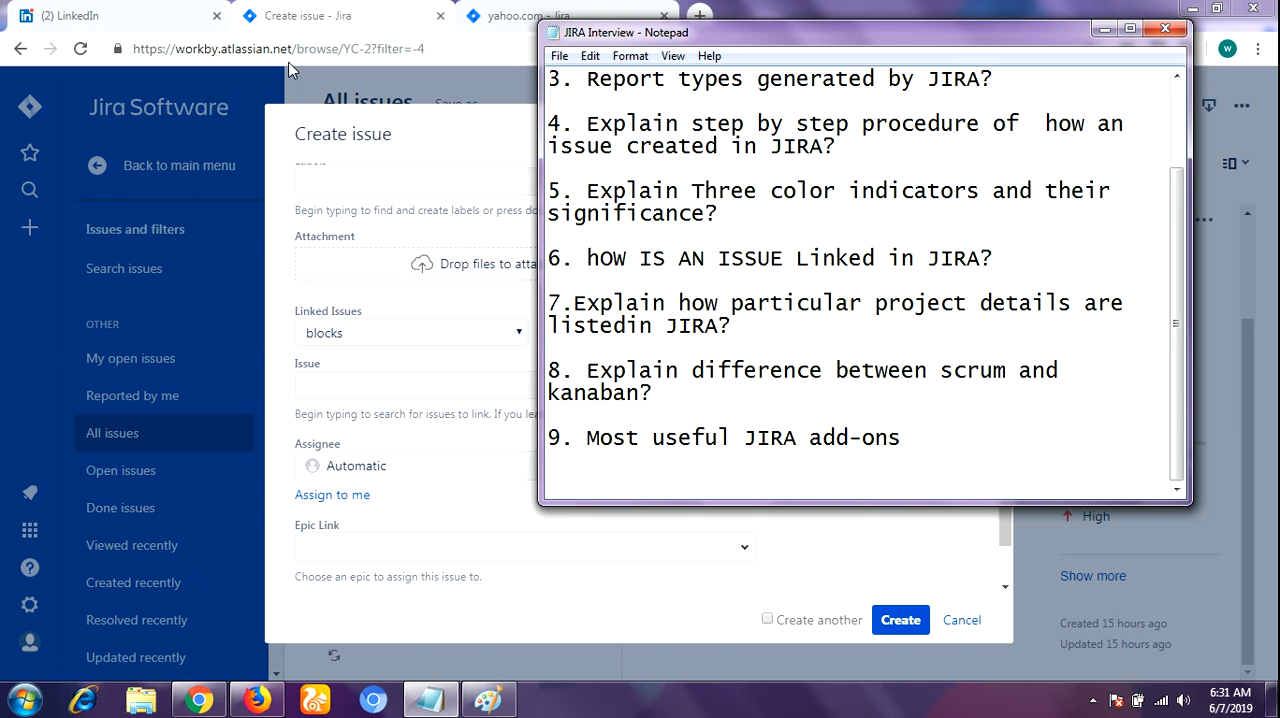 (2) LinkedIn
Create issue - Jira
yahoo.com - Jira
JIRA Interview - Notepad
https://workby.atlassian.net/browse/YC-2?filter=-4
w
File Edit Format View Help
3. Report types generated by JIRA?
4. Explain step by step procedure of  how an
issue created in JIRA?
5. Explain Three color indicators and their
significance?
6. hOW IS AN ISSUE Linked in JIRA?
7.Explain how particular project details are
listedin JIRA?
8. Explain difference between scrum and
kanaban?
9. Most useful JIRA add-ons
Jira Software
Back to main menu
Issues and filters
Search issues
OTHER
My open issues
Reported by me
All issues
Open issues
Done issues
Viewed recently
Created recently
Resolved recently
Updated recently
All issues
Save as
Create issue
Labels
Begin typing to find and create labels or press do
Attachment
Drop files to atta
Linked Issues
blocks
Issue
Begin typing to search for issues to link. If you lea
Assignee
Automatic
Assign to me
Epic Link
Choose an epic to assign this issue to.
Create another
Create
Cancel
High
Show more
Created 15 hours ago
Updated 15 hours ago
6:31 AM
6/7/2019